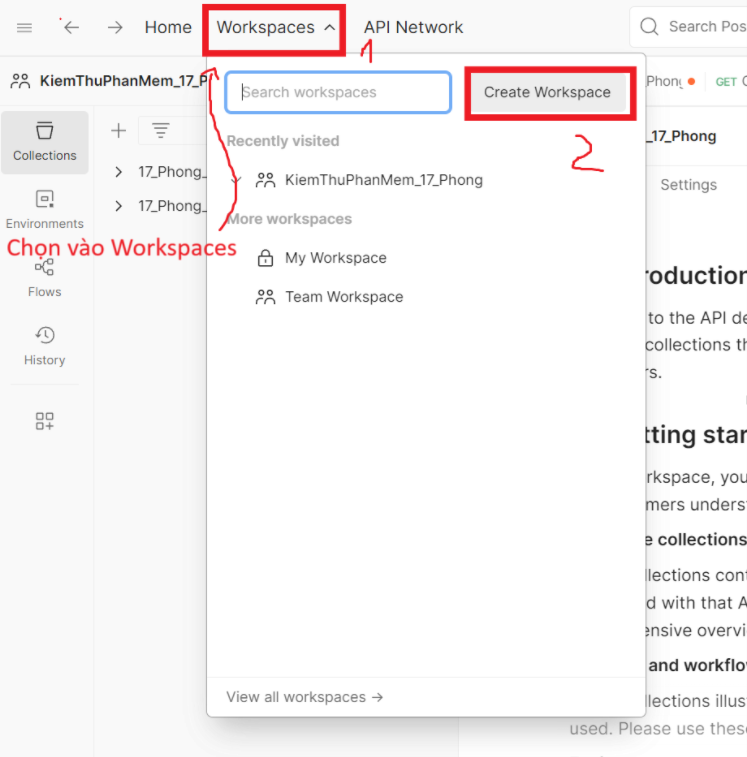 Home Workspaces API Network Search Pos
1
KiemThuPhanMem_17_P
Search workspaces Create Workspace
Phong GET
Collections
Recently visited
2
_17_Phong
17_Phong_
KiemThuPhanMem_17_Phong
Settings
17_Phong_
Environments
More workspaces
Chọn vào Workspaces
My Workspace
Flows
Team Workspace
History
View all workspaces →
roduction
to the API de
collections th
rs.
tting star
rkspace, you
mers underst
e collections
llections cont
d with that A
ensive overvi
and workflo
llections illus
used. Please use these